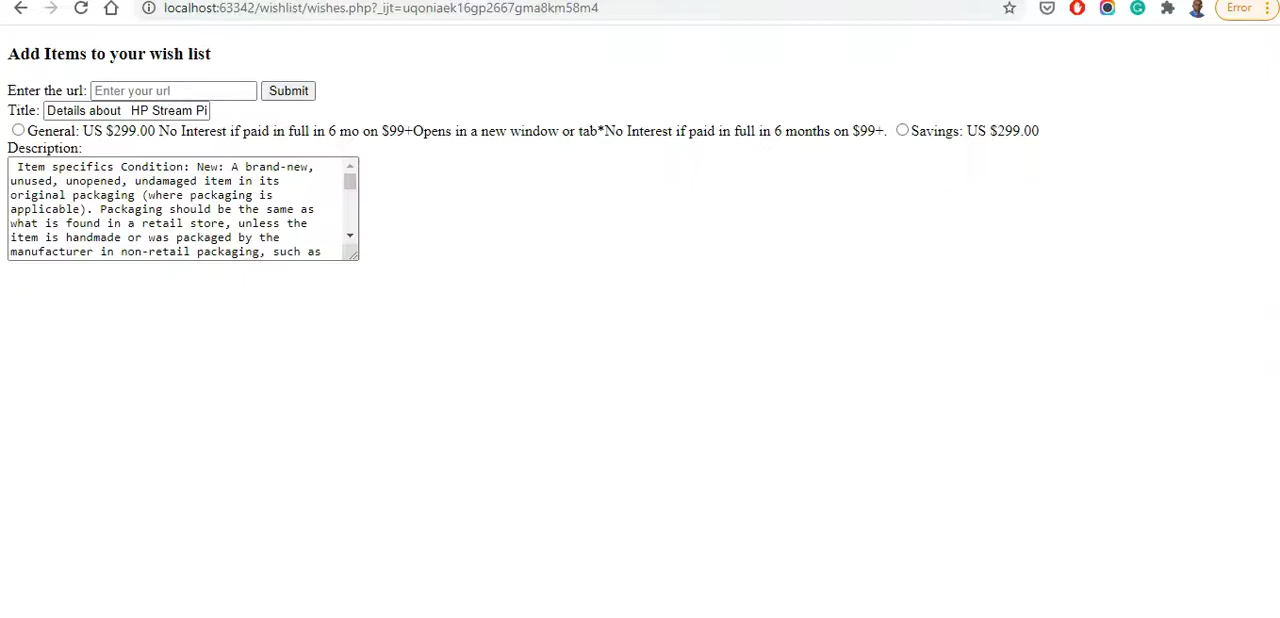 localhost:63342/wishlist/wishes.php?_ijt=uqoniaek16gp2667gma8km58m4
Error
Add Items to your wish list
Enter the url: Enter your url Submit
Title: Details about HP Stream Pi
General: US $299.00 No Interest if paid in full in 6 mo on $99+Opens in a new window or tab*No Interest if paid in full in 6 months on $99+. Savings: US $299.00
Description:
Item specifics Condition: New: A brand-new,
unused, unopened, undamaged item in its
original packaging (where packaging is
applicable). Packaging should be the same as
what is found in a retail store, unless the
item is handmade or was packaged by the
manufacturer in non-retail packaging, such as